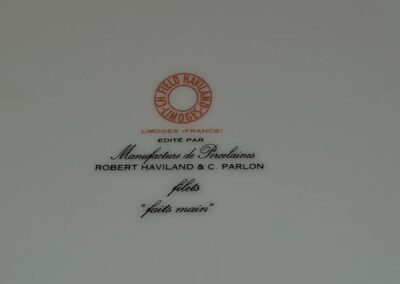 CH. FIELD HAVILAND
LIMOGES
LIMOGES (FRANCE)
EDITÉ PAR
Manufacture de Porcelaines
ROBERT HAVILAND & C. PARLON
filets
"faits main"